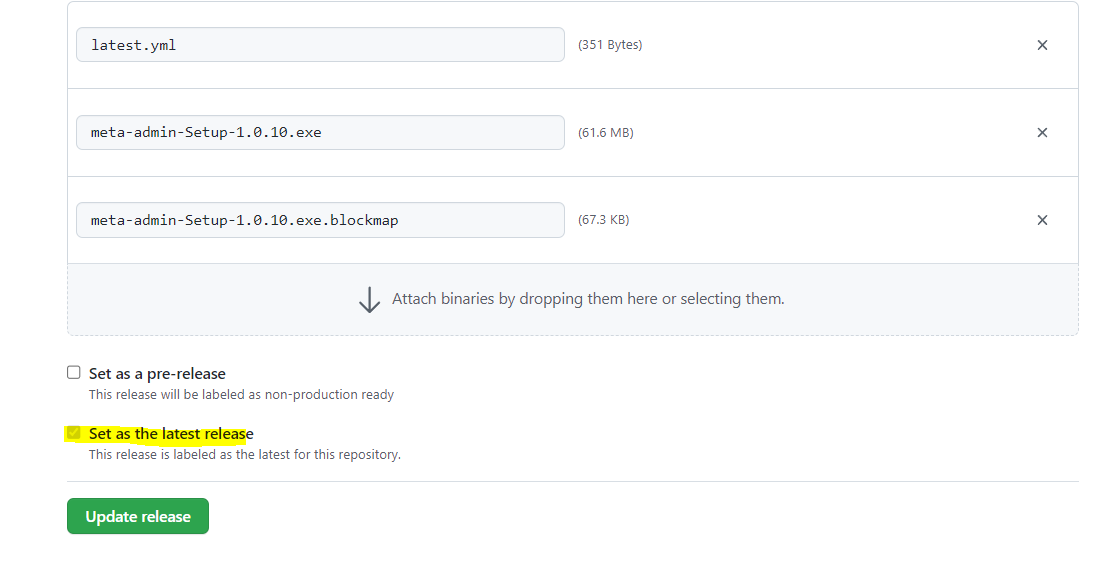 latest.yml (351 Bytes)
meta-admin-Setup-1.0.10.exe (61.6 MB)
meta-admin-Setup-1.0.10.exe.blockmap (67.3 KB)
Attach binaries by dropping them here or selecting them.
Set as a pre-release
This release will be labeled as non-production ready
Set as the latest release
This release is labeled as the latest for this repository.
Update release